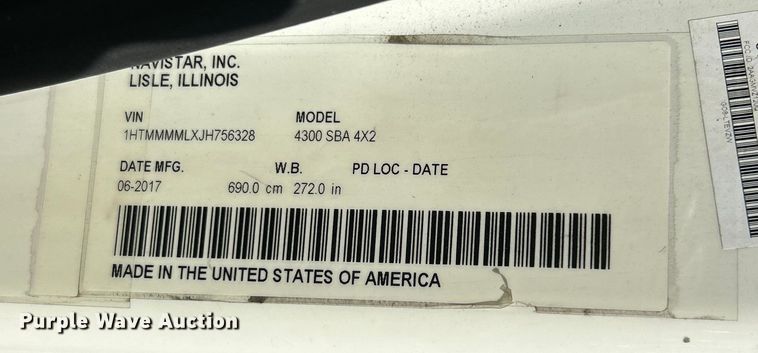 NAVISTAR, INC.
LISLE, ILLINOIS
VIN MODEL
1HTMMMMLXJH756328 4300 SBA 4X2
DATE MFG. W.B. PD LOC - DATE
06-2017 690.0 cm 272.0 in
MADE IN THE UNITED STATES OF AMERICA
Purple Wave Auction